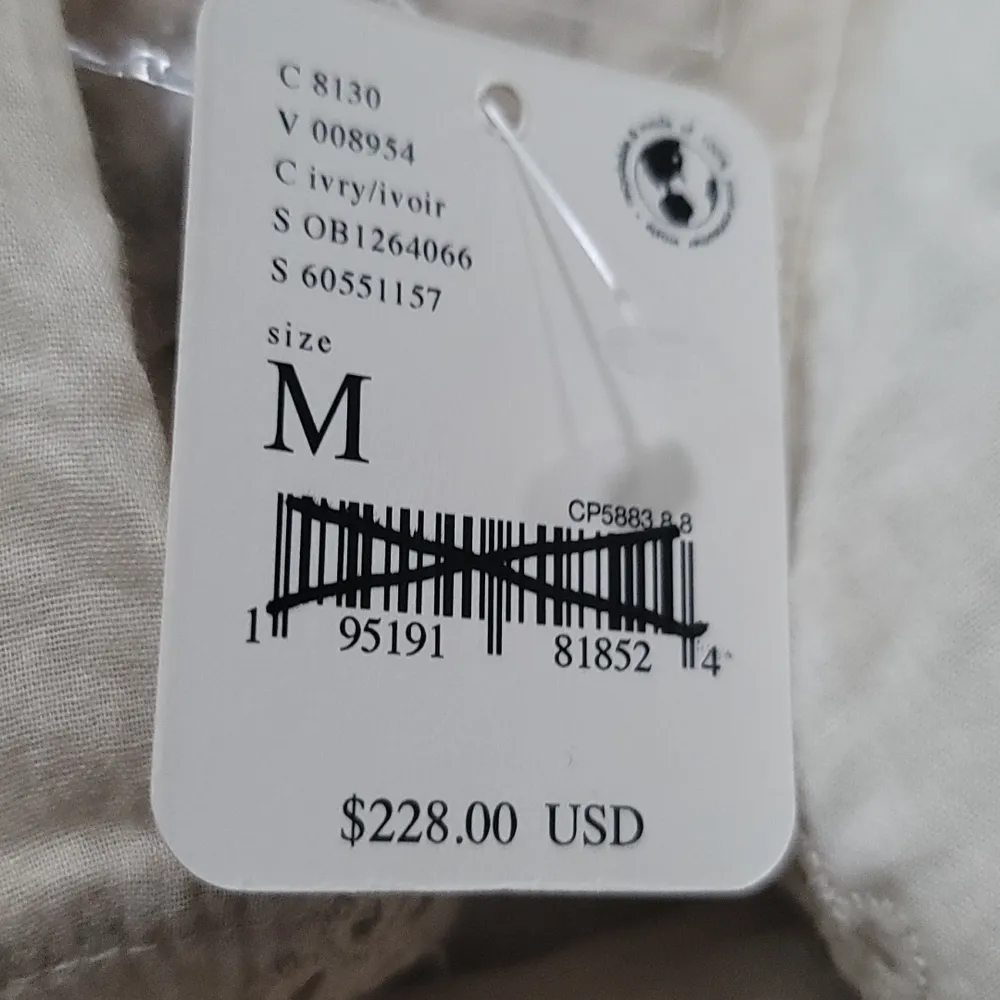 C 8130
V 008954
C ivry/ivoir
S OB1264066
S 60551157
size
M
CP5883 8 8
1 95191 81852 4
$228.00 USD